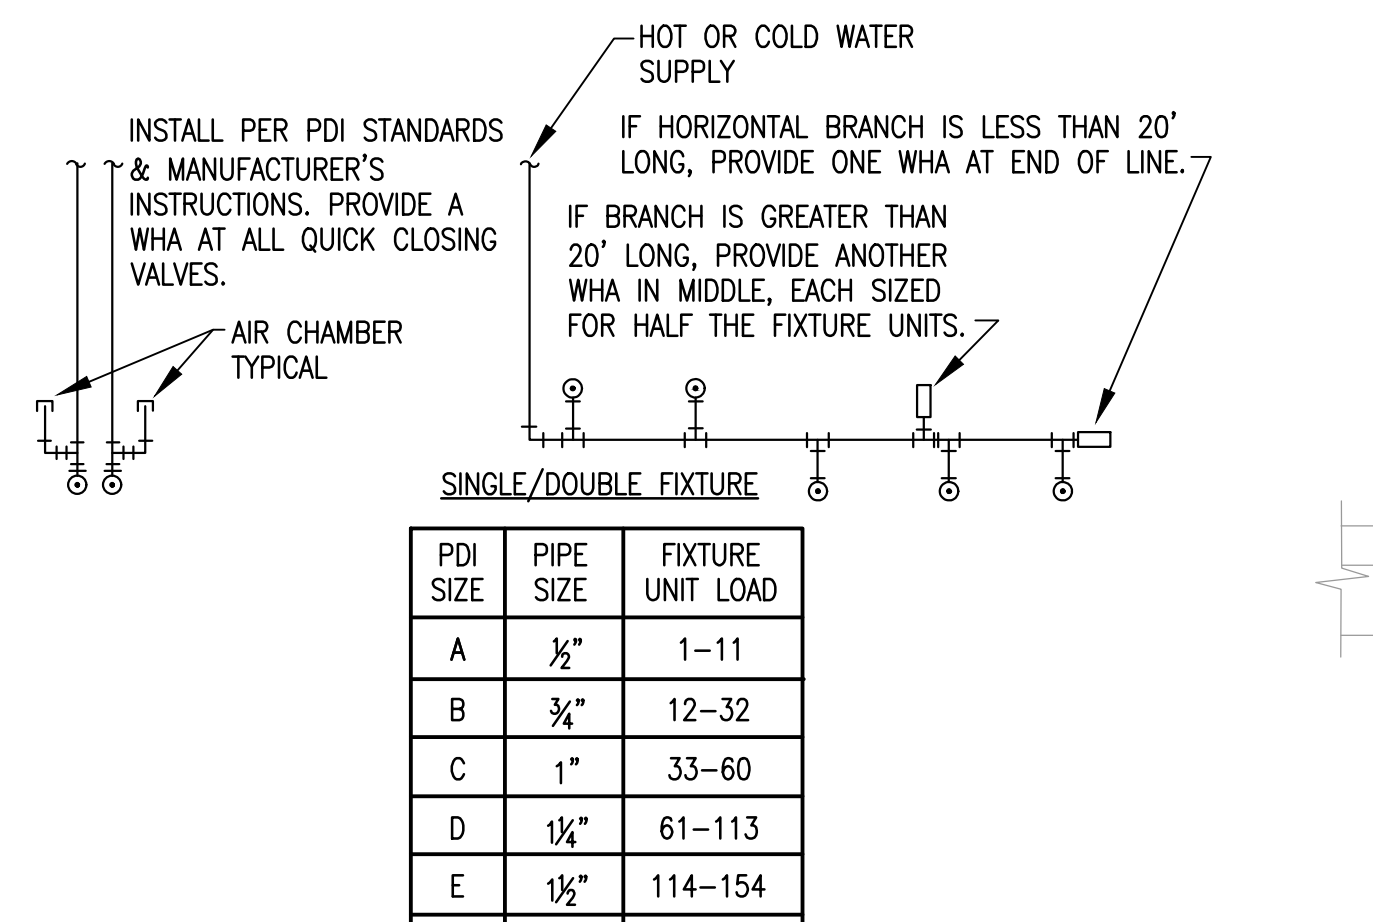 HOT OR COLD WATER
SUPPLY
INSTALL PER PDI STANDARDS
& MANUFACTURER'S
INSTRUCTIONS. PROVIDE A
WHA AT ALL QUICK CLOSING
VALVES.
IF HORIZONTAL BRANCH IS LESS THAN 20'
LONG, PROVIDE ONE WHA AT END OF LINE.
IF BRANCH IS GREATER THAN
20' LONG, PROVIDE ANOTHER
WHA IN MIDDLE, EACH SIZED
FOR HALF THE FIXTURE UNITS.
AIR CHAMBER
TYPICAL
SINGLE/DOUBLE FIXTURE
PDI SIZE PIPE SIZE FIXTURE UNIT LOAD
A ½" 1-11
B ¾" 12-32
C 1" 33-60
D 1¼" 61-113
E 1½" 114-154